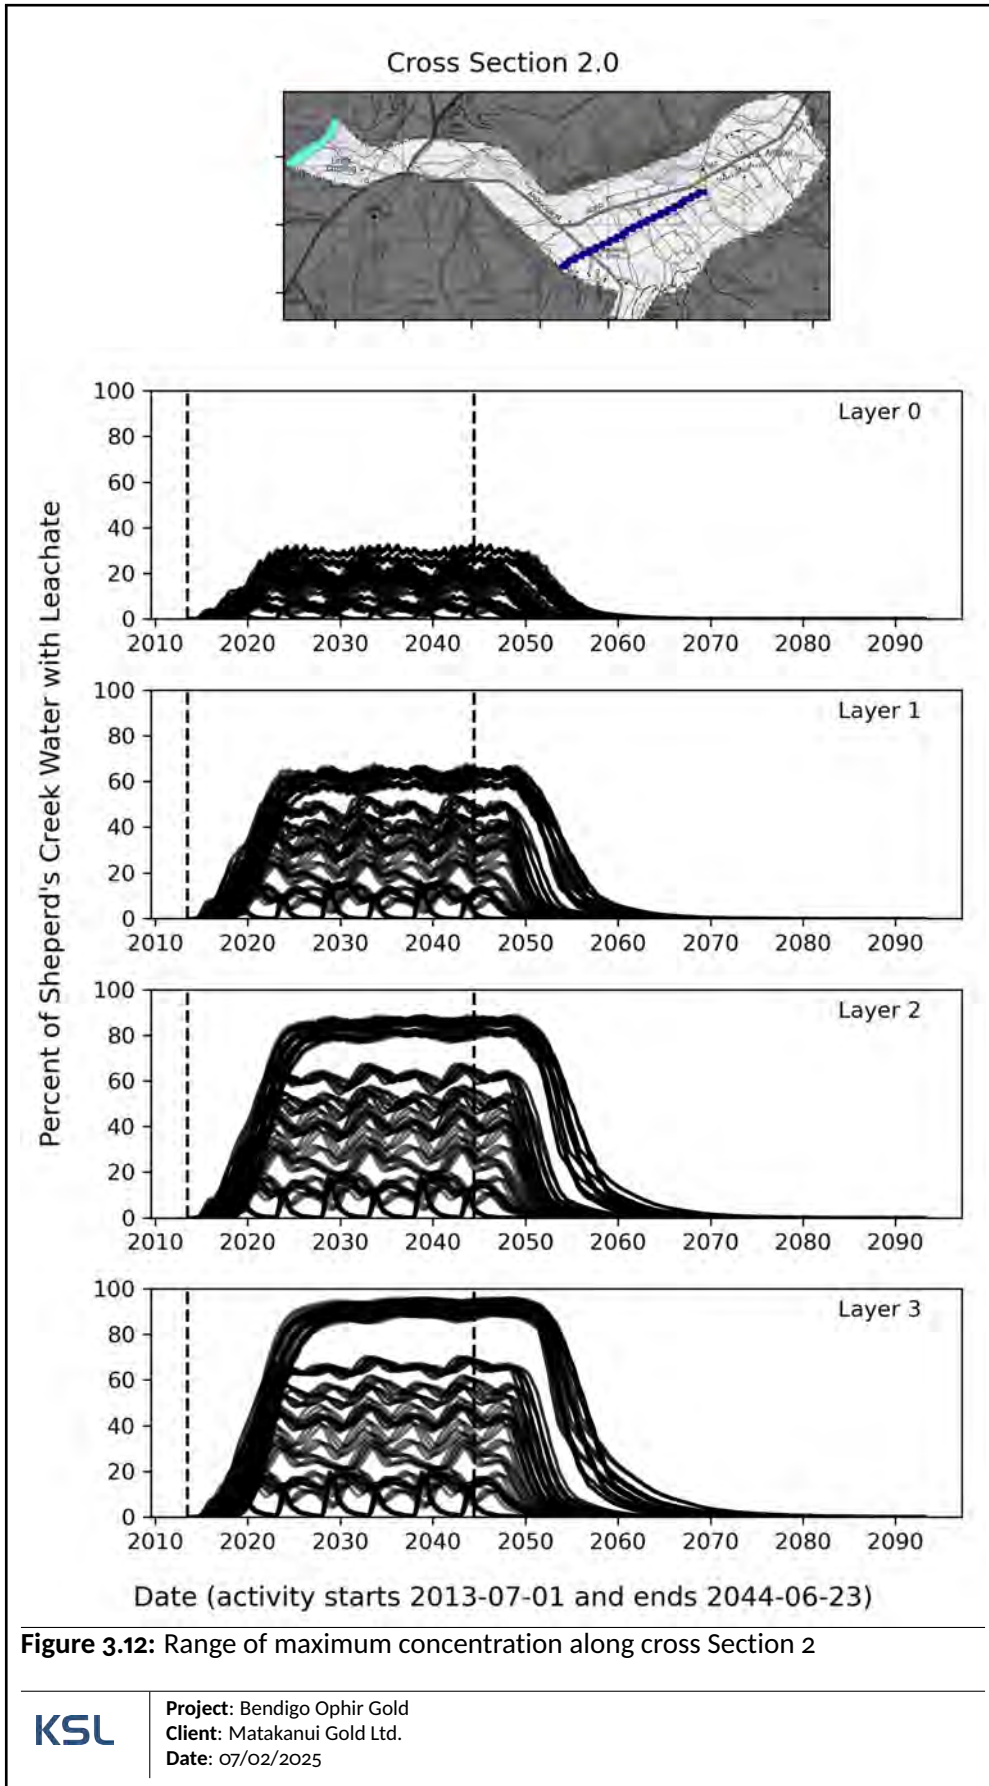 Cross Section 2.0
Percent of Sheperd's Creek Water with Leachate
Layer 0
100
80
60
40
20
0
2010 2020 2030 2040 2050 2060 2070 2080 2090
Layer 1
100
80
60
40
20
0
2010 2020 2030 2040 2050 2060 2070 2080 2090
Layer 2
100
80
60
40
20
0
2010 2020 2030 2040 2050 2060 2070 2080 2090
Layer 3
100
80
60
40
20
0
2010 2020 2030 2040 2050 2060 2070 2080 2090
Date (activity starts 2013-07-01 and ends 2044-06-23)
Figure 3.12: Range of maximum concentration along cross Section 2
KSL
Project: Bendigo Ophir Gold
Client: Matakanui Gold Ltd.
Date: 07/02/2025